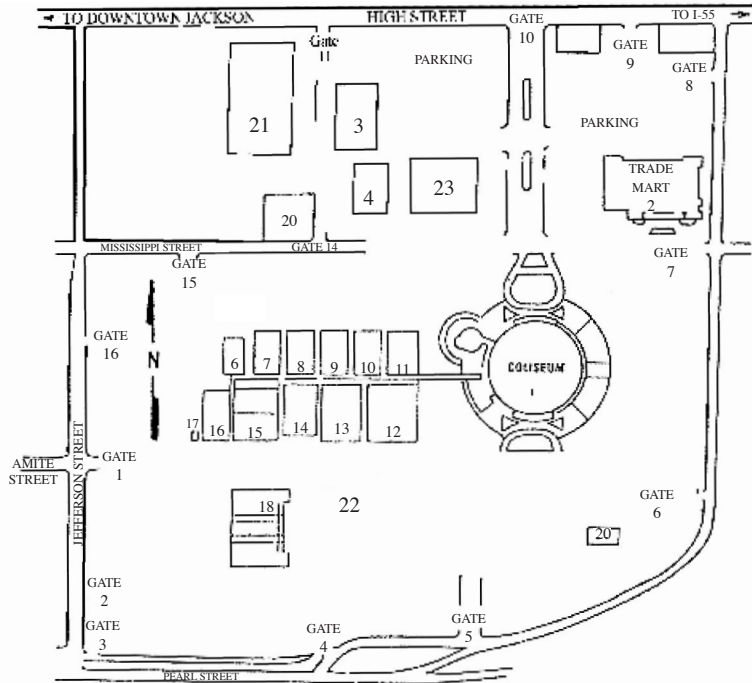 TO DOWNTOWN JACKSON
HIGH STREET
GATE
10
TO I-55
Gate
11
PARKING
GATE
9
GATE
8
21
3
PARKING
4
23
TRADE
MART
2
20
MISSISSIPPI STREET
GATE 14
GATE
15
GATE
7
GATE
16
N
6
7
8
9
10
11
COLISEUM
1
17
16
15
14
13
12
AMITE
STREET
GATE
1
JEFFERSON STREET
18
22
GATE
6
20
GATE
2
GATE
3
GATE
4
GATE
5
PEARL STREET